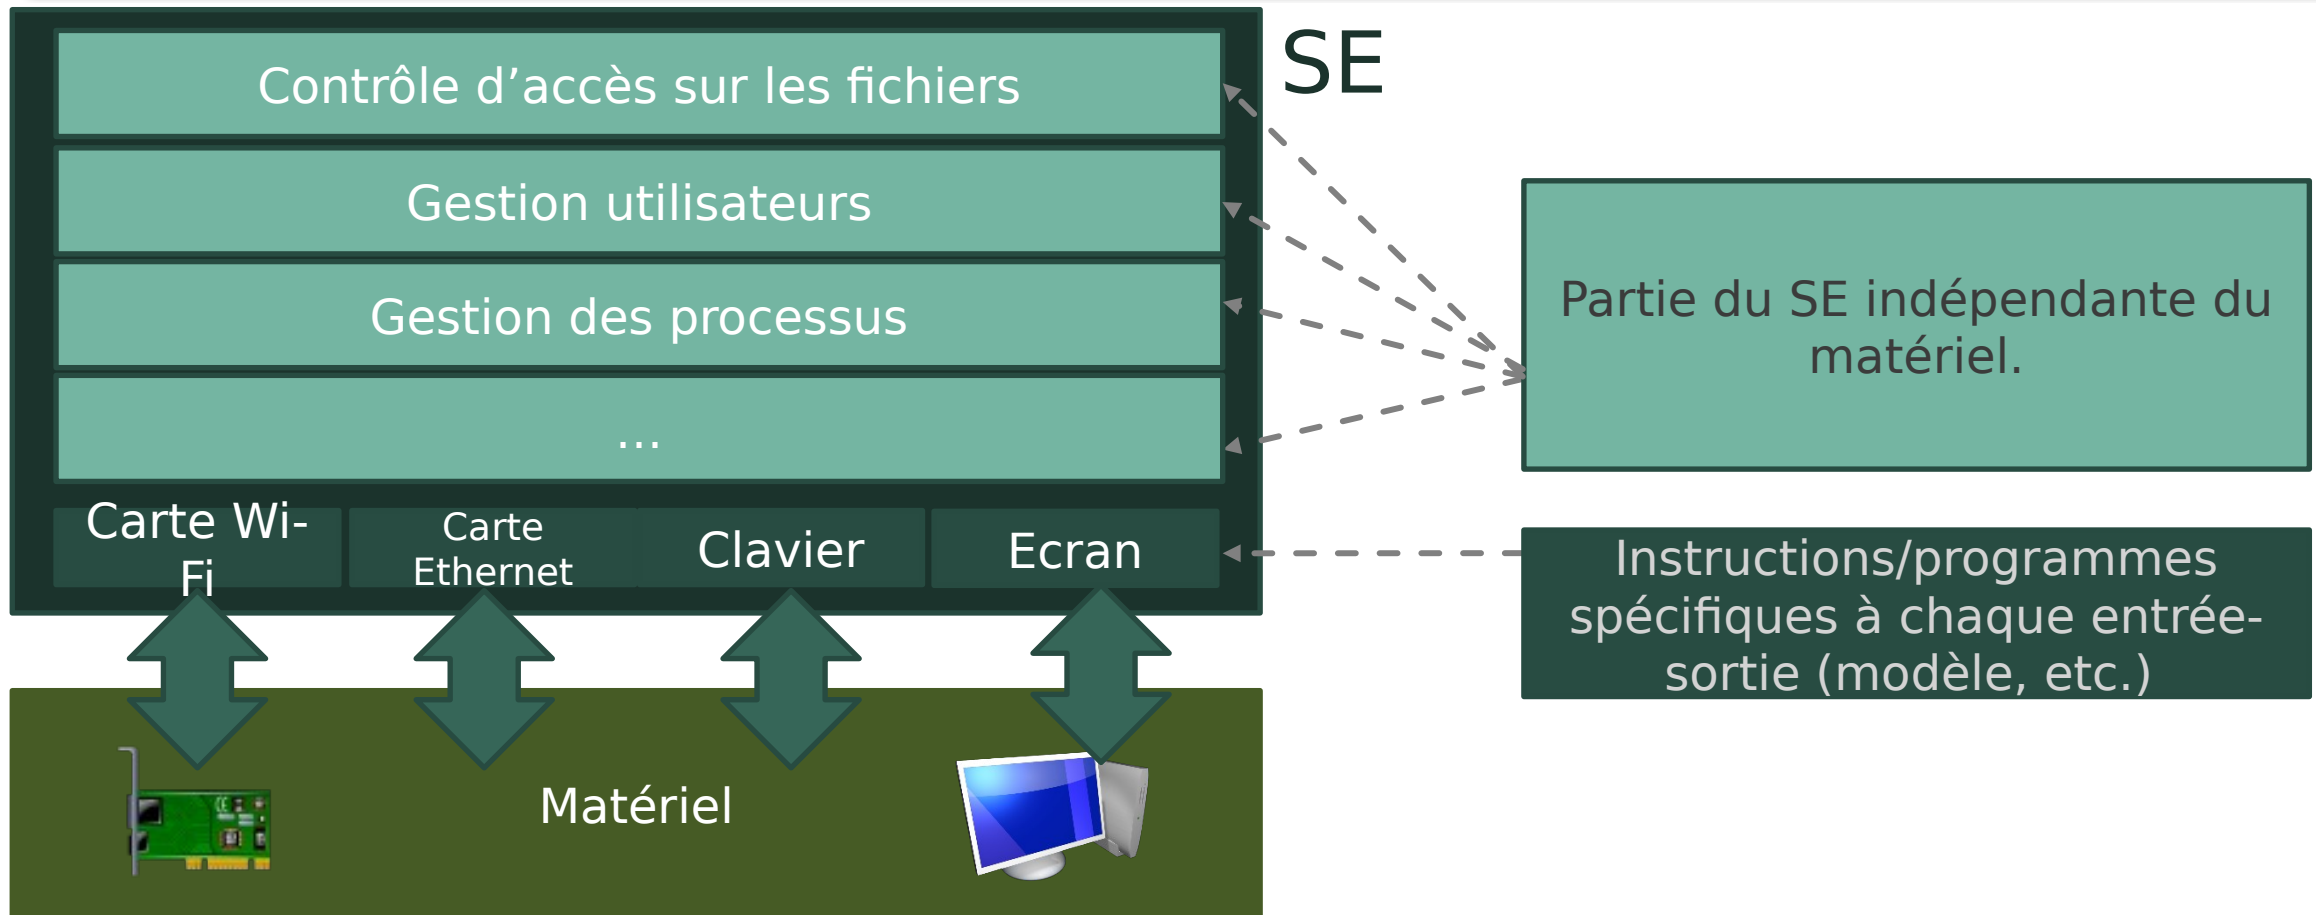 SE
Contrôle d’accès sur les fichiers
Gestion utilisateurs
Gestion des processus
...
Carte Wi-
Fi
Carte
Ethernet
Clavier
Ecran
Matériel
Partie du SE indépendante du
matériel.
Instructions/programmes
spécifiques à chaque entrée-
sortie (modèle, etc.)